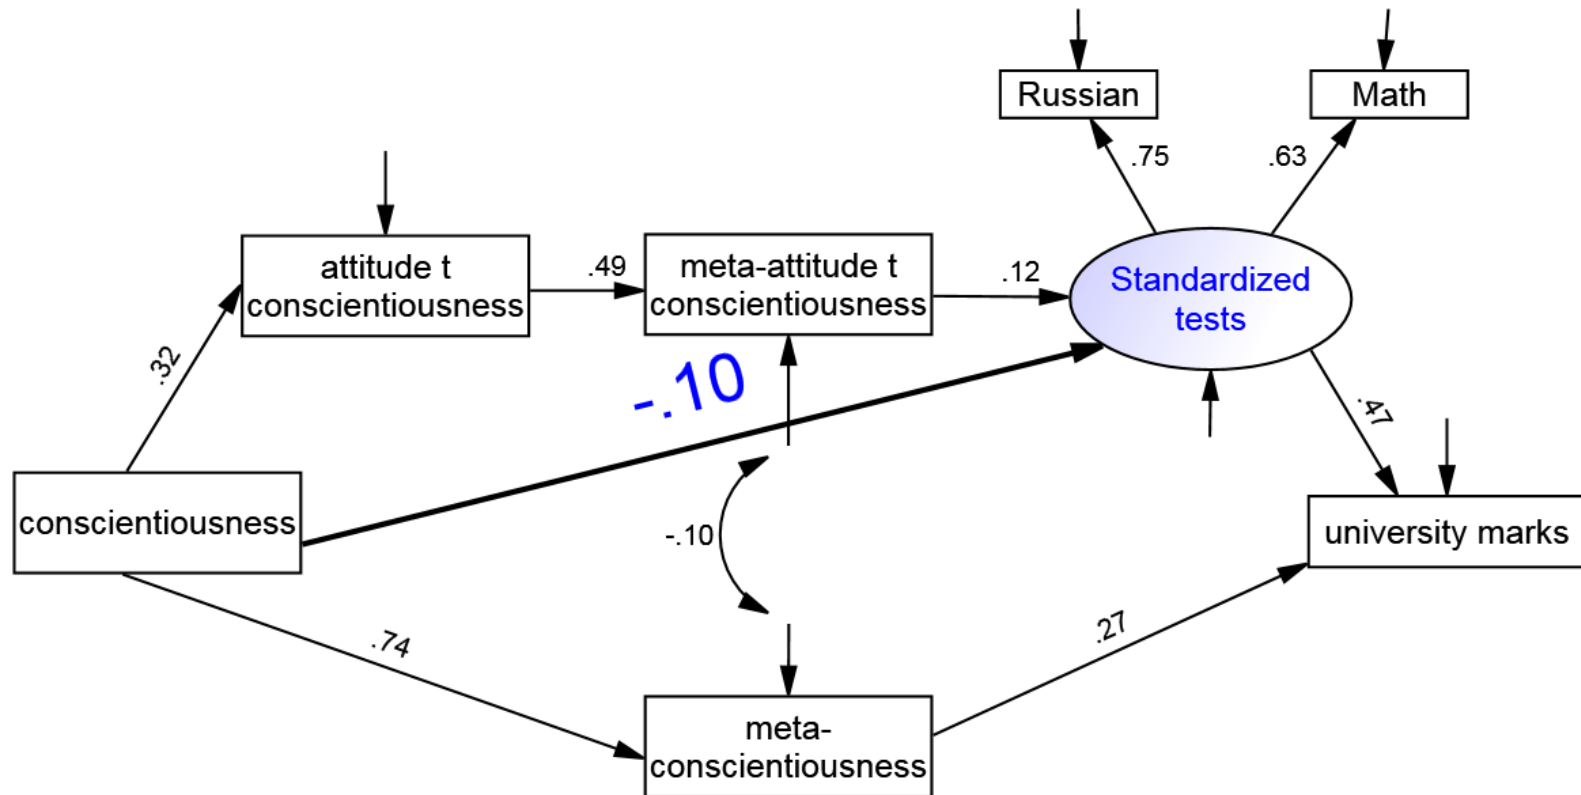 Russian
Math
.75
.63
attitude t
conscientiousness
.49
meta-attitude t
conscientiousness
.12
Standardized
tests
.32
-.10
.47
conscientiousness
-.10
university marks
.74
.27
meta-
conscientiousness